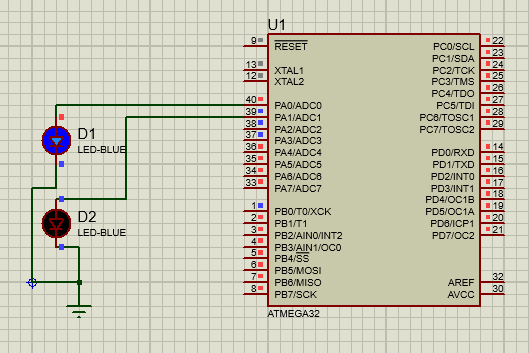 U1
9 RESET PC0/SCL 22
PC1/SDA 23
13 XTAL1 PC2/TCK 24
12 XTAL2 PC3/TMS 25
PC4/TDO 26
40 PA0/ADC0 PC5/TDI 27
39 PA1/ADC1 PC6/TOSC1 28
38 PA2/ADC2 PC7/TOSC2 29
37 PA3/ADC3
36 PA4/ADC4 PD0/RXD 14
35 PA5/ADC5 PD1/TXD 15
34 PA6/ADC6 PD2/INT0 16
33 PA7/ADC7 PD3/INT1 17
PD4/OC1B 18
1 PB0/T0/XCK PD5/OC1A 19
2 PB1/T1 PD6/ICP1 20
3 PB2/AIN0/INT2 PD7/OC2 21
4 PB3/AIN1/OC0
5 PB4/SS
6 PB5/MOSI
7 PB6/MISO AREF 32
8 PB7/SCK AVCC 30
ATMEGA32
D1
LED-BLUE
D2
LED-BLUE